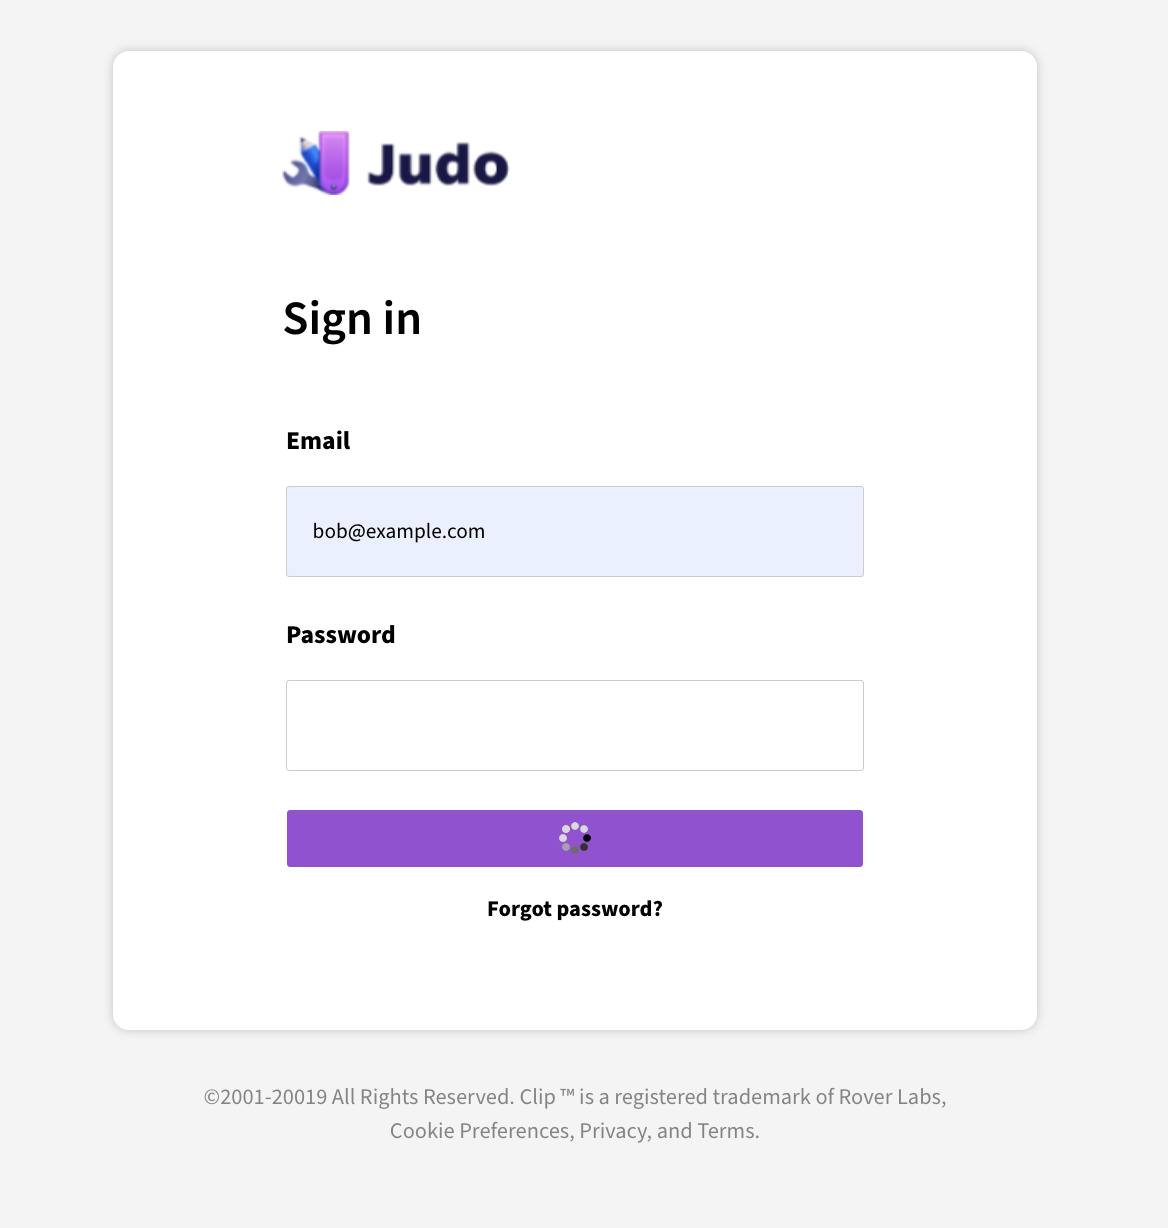 Judo
Sign in
Email
bob@example.com
Password
Forgot password?
©2001-20019 All Rights Reserved. Clip ™ is a registered trademark of Rover Labs,
Cookie Preferences, Privacy, and Terms.